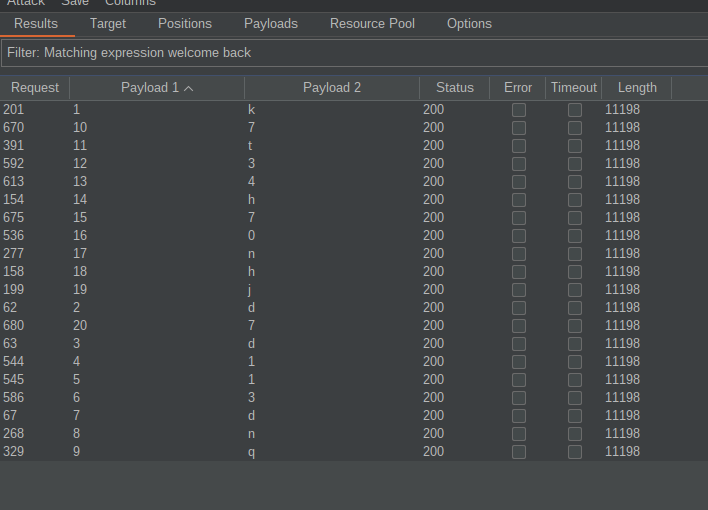 Attack Save Columns
Results Target Positions Payloads Resource Pool Options
Filter: Matching expression welcome back
Request Payload 1 Payload 2 Status Error Timeout Length
201 1 k 200 11198
670 10 7 200 11198
391 11 t 200 11198
592 12 3 200 11198
613 13 4 200 11198
154 14 h 200 11198
675 15 7 200 11198
536 16 0 200 11198
277 17 n 200 11198
158 18 h 200 11198
199 19 j 200 11198
62 2 d 200 11198
680 20 7 200 11198
63 3 d 200 11198
544 4 1 200 11198
545 5 1 200 11198
586 6 3 200 11198
67 7 d 200 11198
268 8 n 200 11198
329 9 q 200 11198